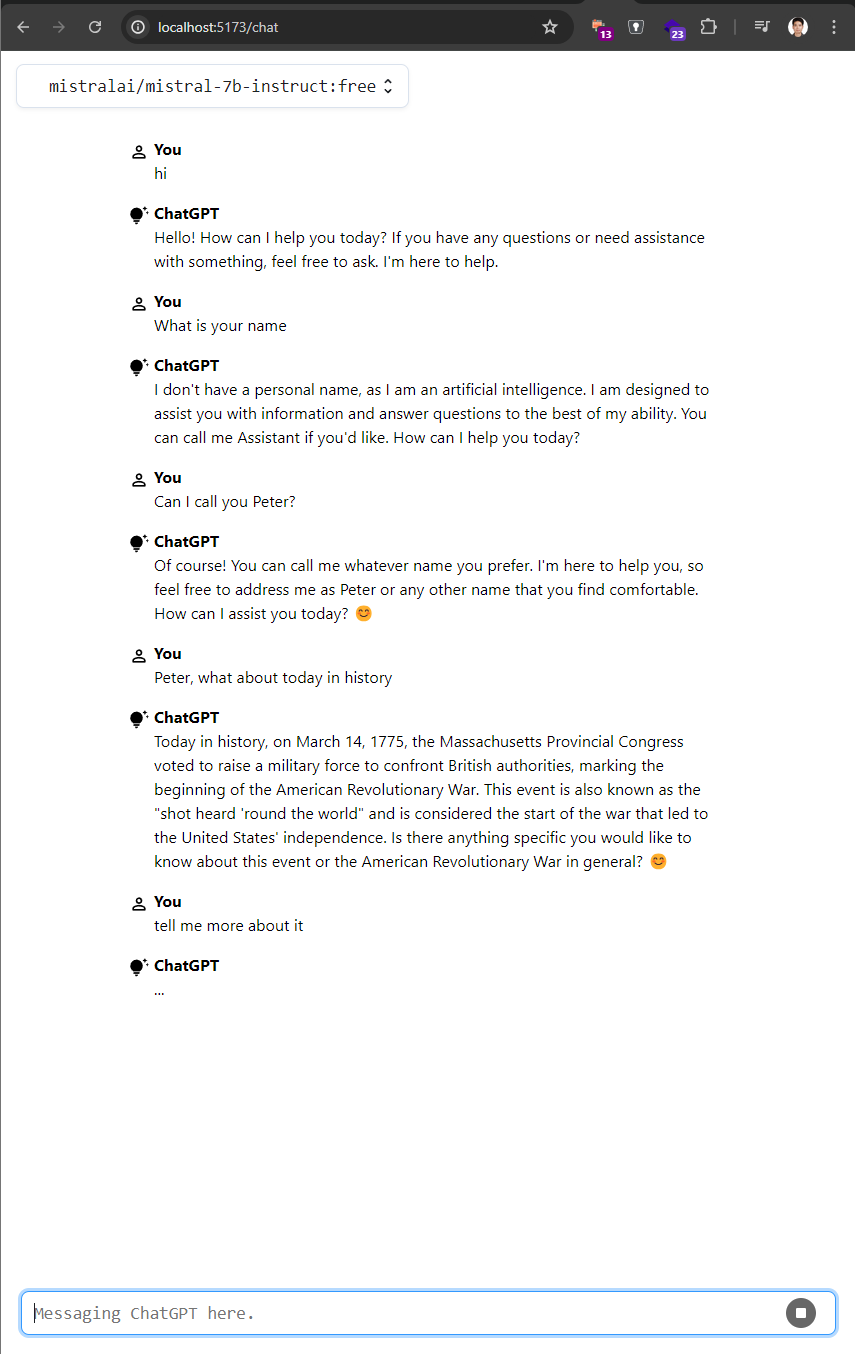 localhost:5173/chat
13
23
mistralai/mistral-7b-instruct:free
You
hi
ChatGPT
Hello! How can I help you today? If you have any questions or need assistance
with something, feel free to ask. I'm here to help.
You
What is your name
ChatGPT
I don't have a personal name, as I am an artificial intelligence. I am designed to
assist you with information and answer questions to the best of my ability. You
can call me Assistant if you'd like. How can I help you today?
You
Can I call you Peter?
ChatGPT
Of course! You can call me whatever name you prefer. I'm here to help you, so
feel free to address me as Peter or any other name that you find comfortable.
How can I assist you today? 😊
You
Peter, what about today in history
ChatGPT
Today in history, on March 14, 1775, the Massachusetts Provincial Congress
voted to raise a military force to confront British authorities, marking the
beginning of the American Revolutionary War. This event is also known as the
"shot heard 'round the world" and is considered the start of the war that led to
the United States' independence. Is there anything specific you would like to
know about this event or the American Revolutionary War in general? 😊
You
tell me more about it
ChatGPT
...
Messaging ChatGPT here.